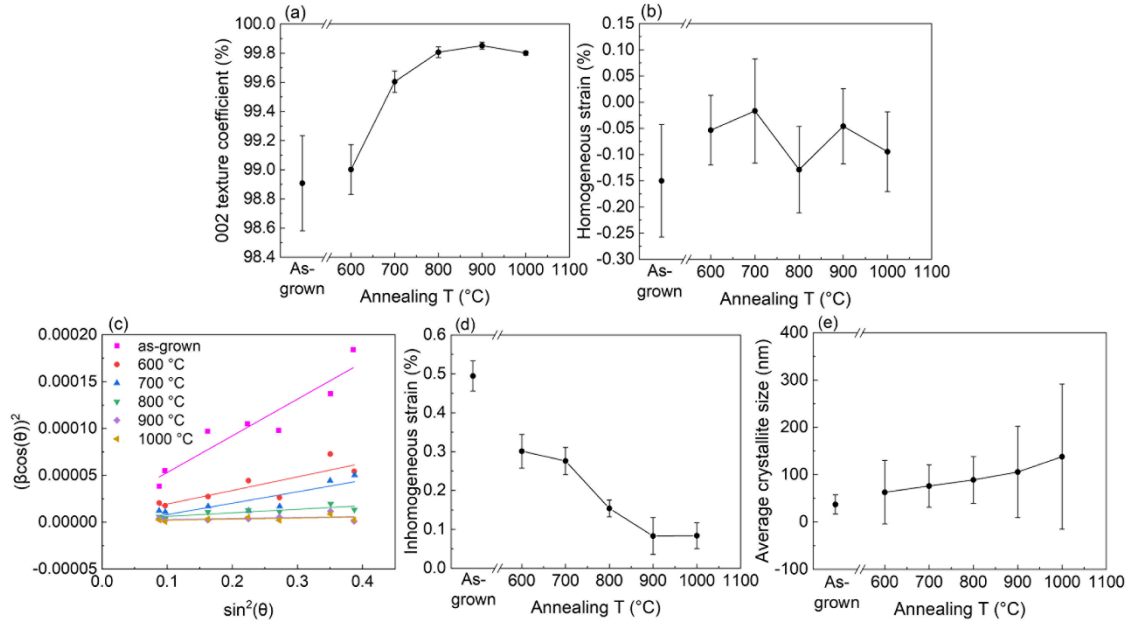 (a)
002 texture coefficient (%)
100.0
99.8
99.6
99.4
99.2
99.0
98.8
98.6
98.4
As-
grown
600 700 800 900 1000 1100
Annealing T (°C)
(b)
Homogeneous strain (%)
0.15
0.10
0.05
0.00
-0.05
-0.10
-0.15
-0.20
-0.25
-0.30
As-
grown
600 700 800 900 1000 1100
Annealing T (°C)
(c)
(βcos(θ))²
0.00020
0.00015
0.00010
0.00005
0.00000
-0.00005
as-grown
600 °C
700 °C
800 °C
900 °C
1000 °C
0.0 0.1 0.2 0.3 0.4
sin²(θ)
(d)
Inhomogeneous strain (%)
0.6
0.5
0.4
0.3
0.2
0.1
0.0
As-
grown
600 700 800 900 1000 1100
Annealing T (°C)
(e)
Average crystallite size (nm)
400
300
200
100
0
-100
As-
grown
600 700 800 900 1000 1100
Annealing T (°C)